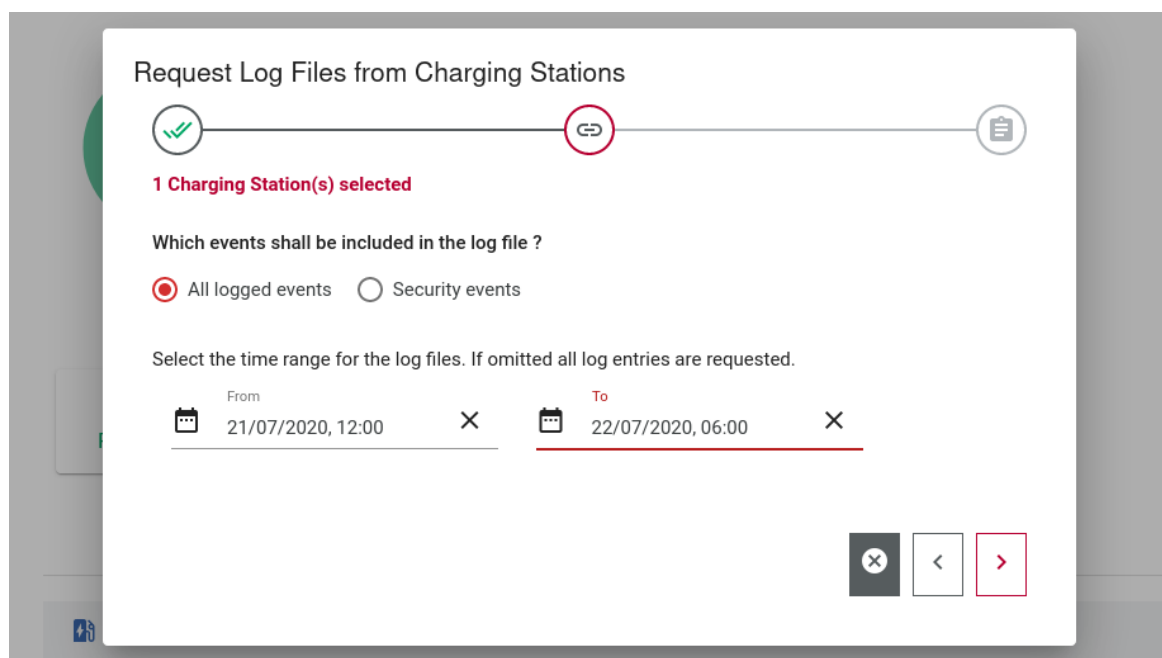 Request Log Files from Charging Stations
1 Charging Station(s) selected
Which events shall be included in the log file ?
All logged events Security events
Select the time range for the log files. If omitted all log entries are requested.
From To
21/07/2020, 12:00 22/07/2020, 06:00